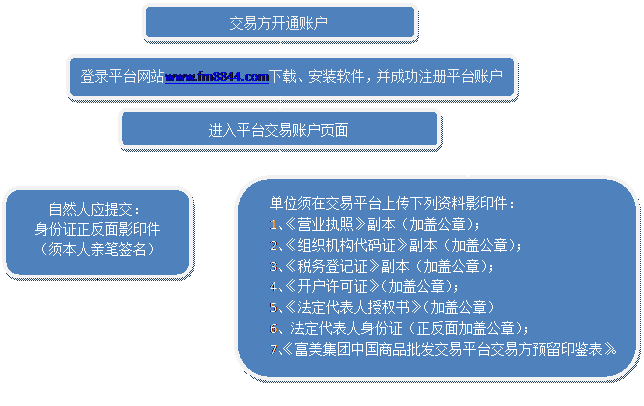 交易方开通账户
登录平台网站www.fm8844.com下载、安装软件，并成功注册平台账户
进入平台交易账户页面
自然人应提交：
身份证正反面影印件
（须本人亲笔签名）
单位须在交易平台上传下列资料影印件：
1、《营业执照》副本（加盖公章）；
2、《组织机构代码证》副本（加盖公章）；
3、《税务登记证》副本（加盖公章）；
4、《开户许可证》（加盖公章）；
5、《法定代表人授权书》（加盖公章）
6、法定代表人身份证（正反面加盖公章）；
7、《富美集团中国商品批发交易平台交易方预留印鉴表》。